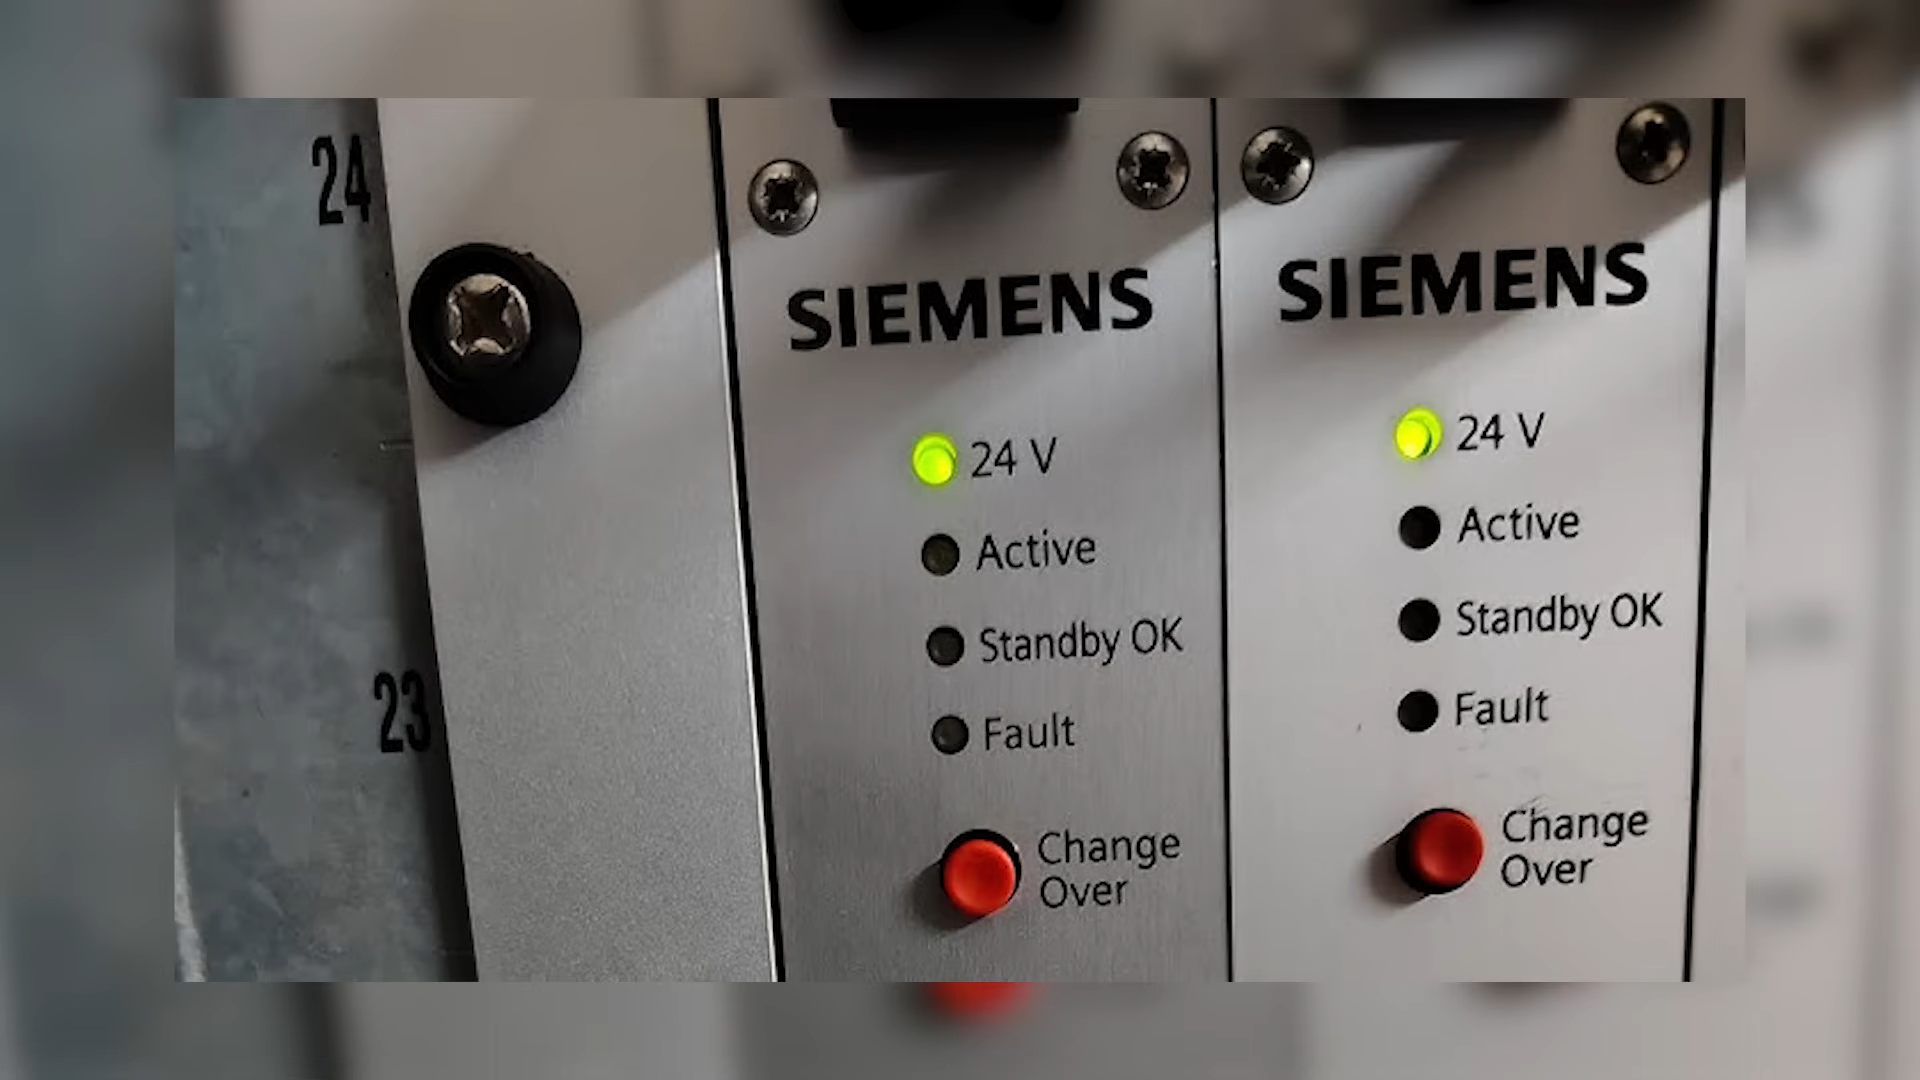 24
23
SIEMENS
24 V
Active
Standby OK
Fault
Change
Over
SIEMENS
24 V
Active
Standby OK
Fault
Change
Over